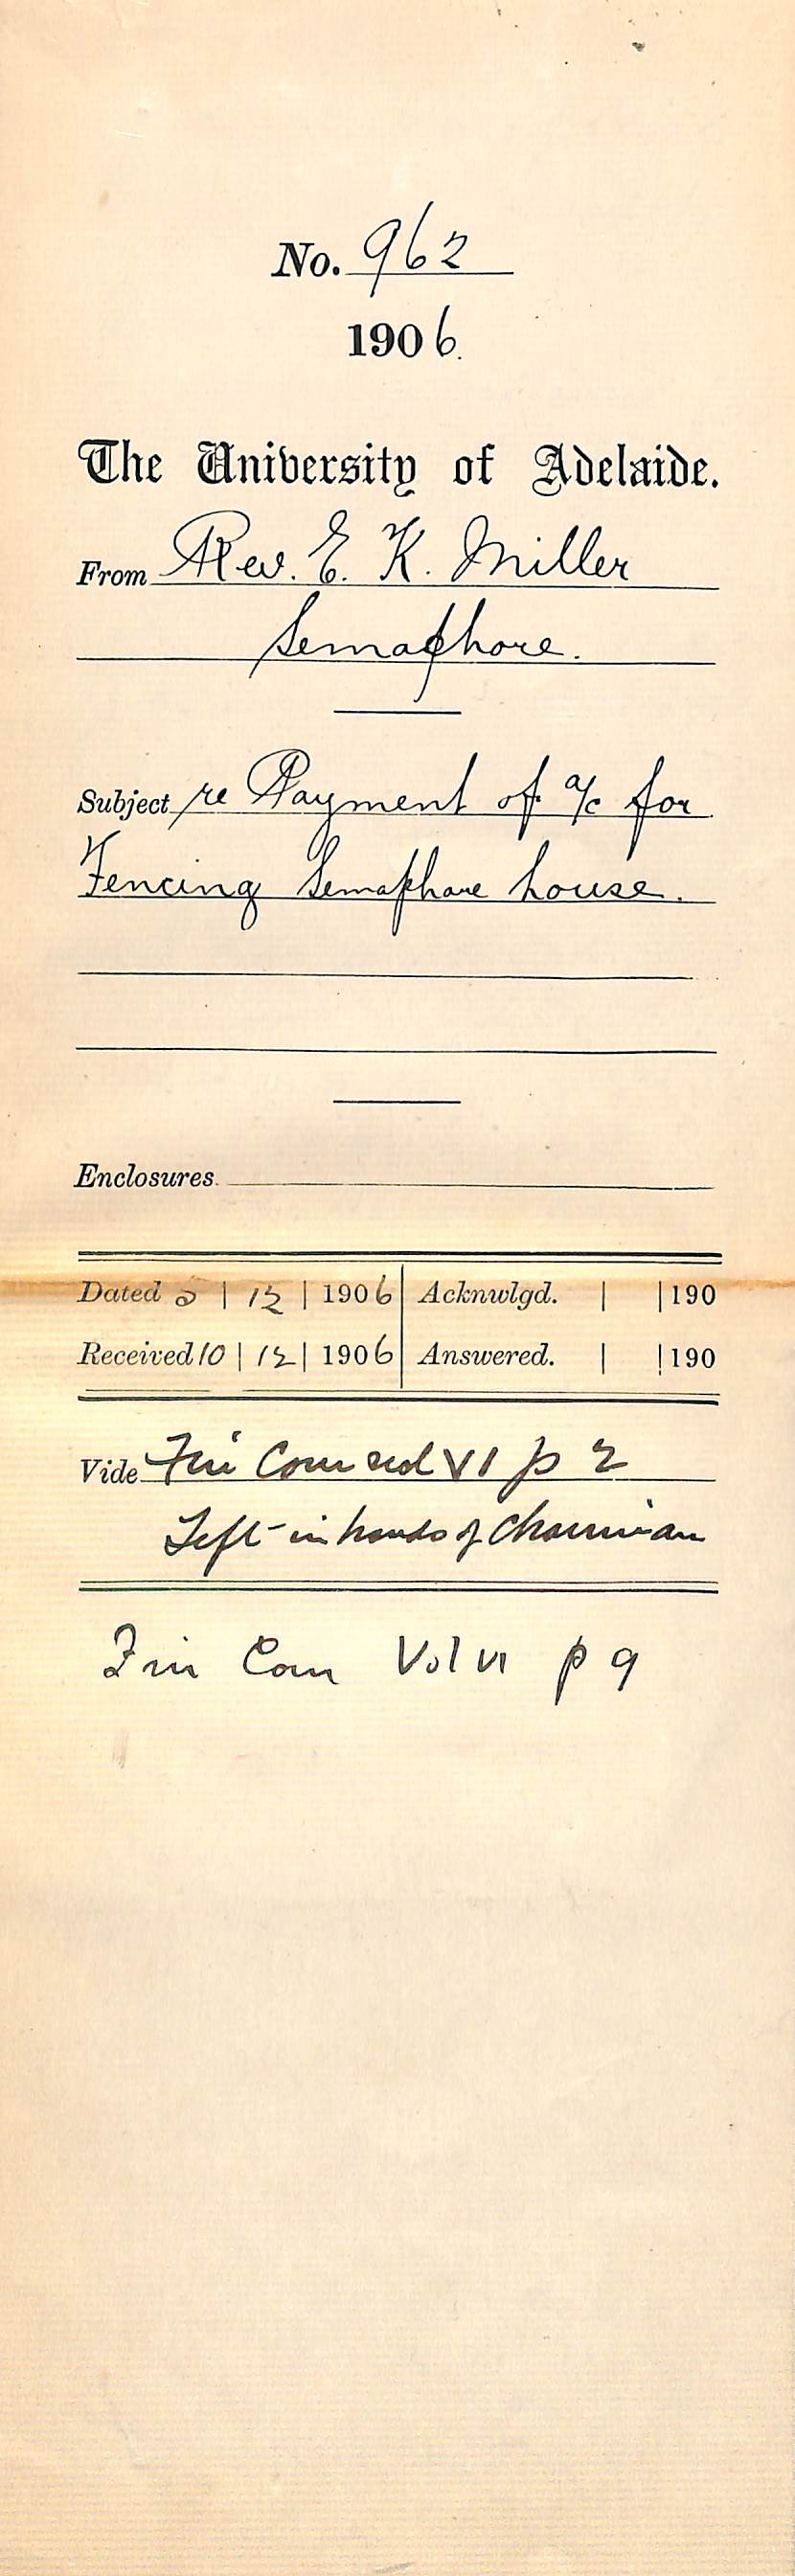 No. 962
1906.
The University of Adelaide.
From Rev. E. K. Miller
Semaphore.
Subject re Payment of a/c for
Fencing Semaphore house.
Enclosures.
Dated | 12 | 1906 Acknwlgd. | |190
Received 10 | 12 | 1906 Answered. | |190
Vide Fin Com Vol VI p 2
Left in hands of Chairman
Fin Com Vol VI p 9